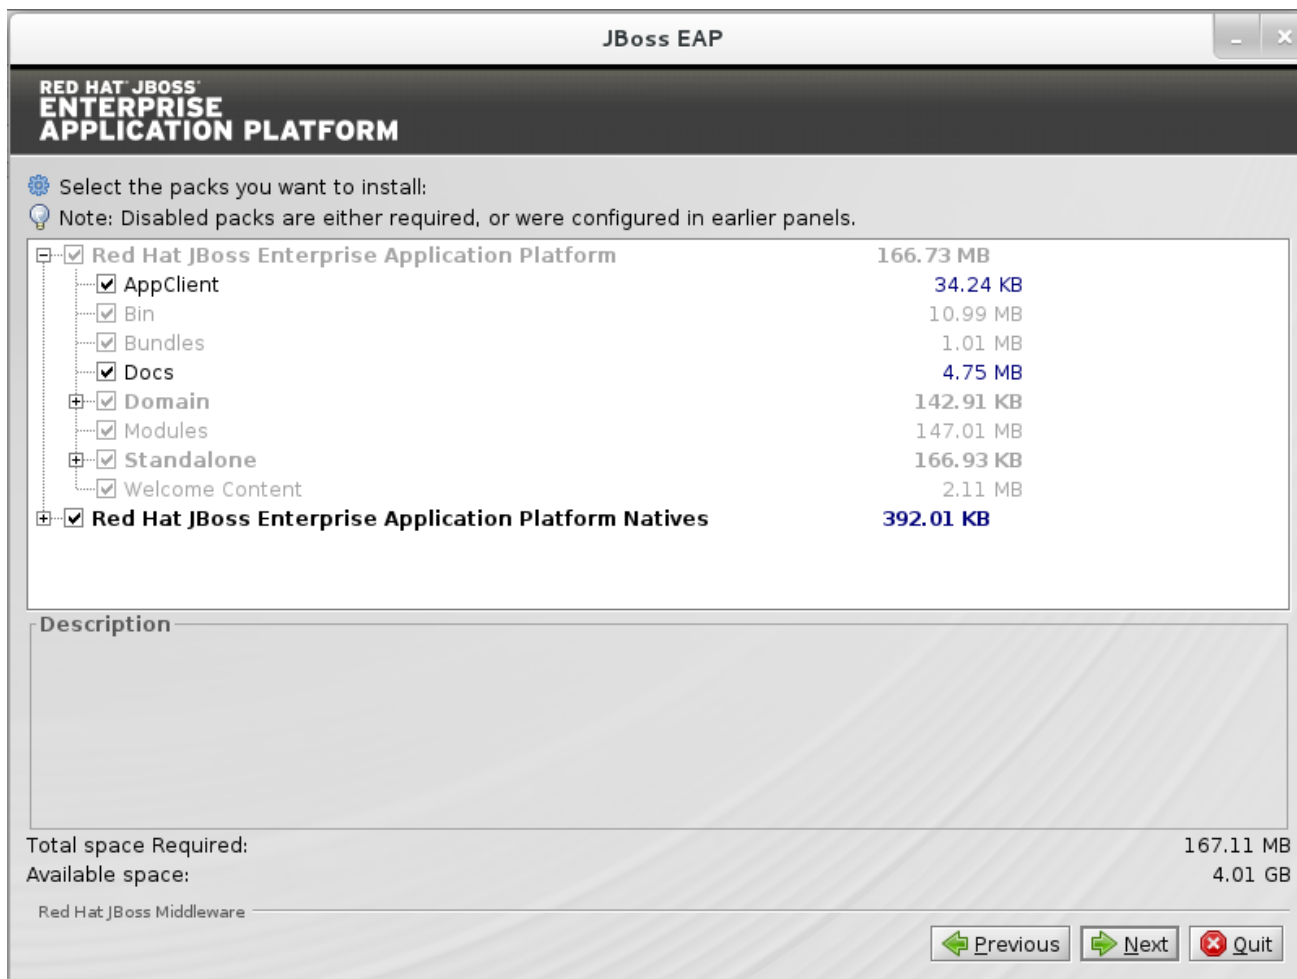 JBoss EAP
RED HAT JBOSS
ENTERPRISE
APPLICATION PLATFORM
Select the packs you want to install:
Note: Disabled packs are either required, or were configured in earlier panels.
Red Hat JBoss Enterprise Application Platform 166.73 MB
AppClient 34.24 KB
Bin 10.99 MB
Bundles 1.01 MB
Docs 4.75 MB
Domain 142.91 KB
Modules 147.01 MB
Standalone 166.93 KB
Welcome Content 2.11 MB
Red Hat JBoss Enterprise Application Platform Natives 392.01 KB
Description
Total space Required: 167.11 MB
Available space: 4.01 GB
Red Hat JBoss Middleware
Previous Next Quit